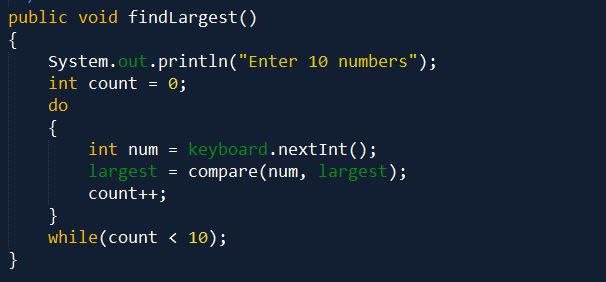 public void findLargest()
{
System.out.println("Enter 10 numbers");
int count = 0;
do
{
int num = keyboard.nextInt();
largest = compare(num, largest);
count++;
}
while(count < 10);
}